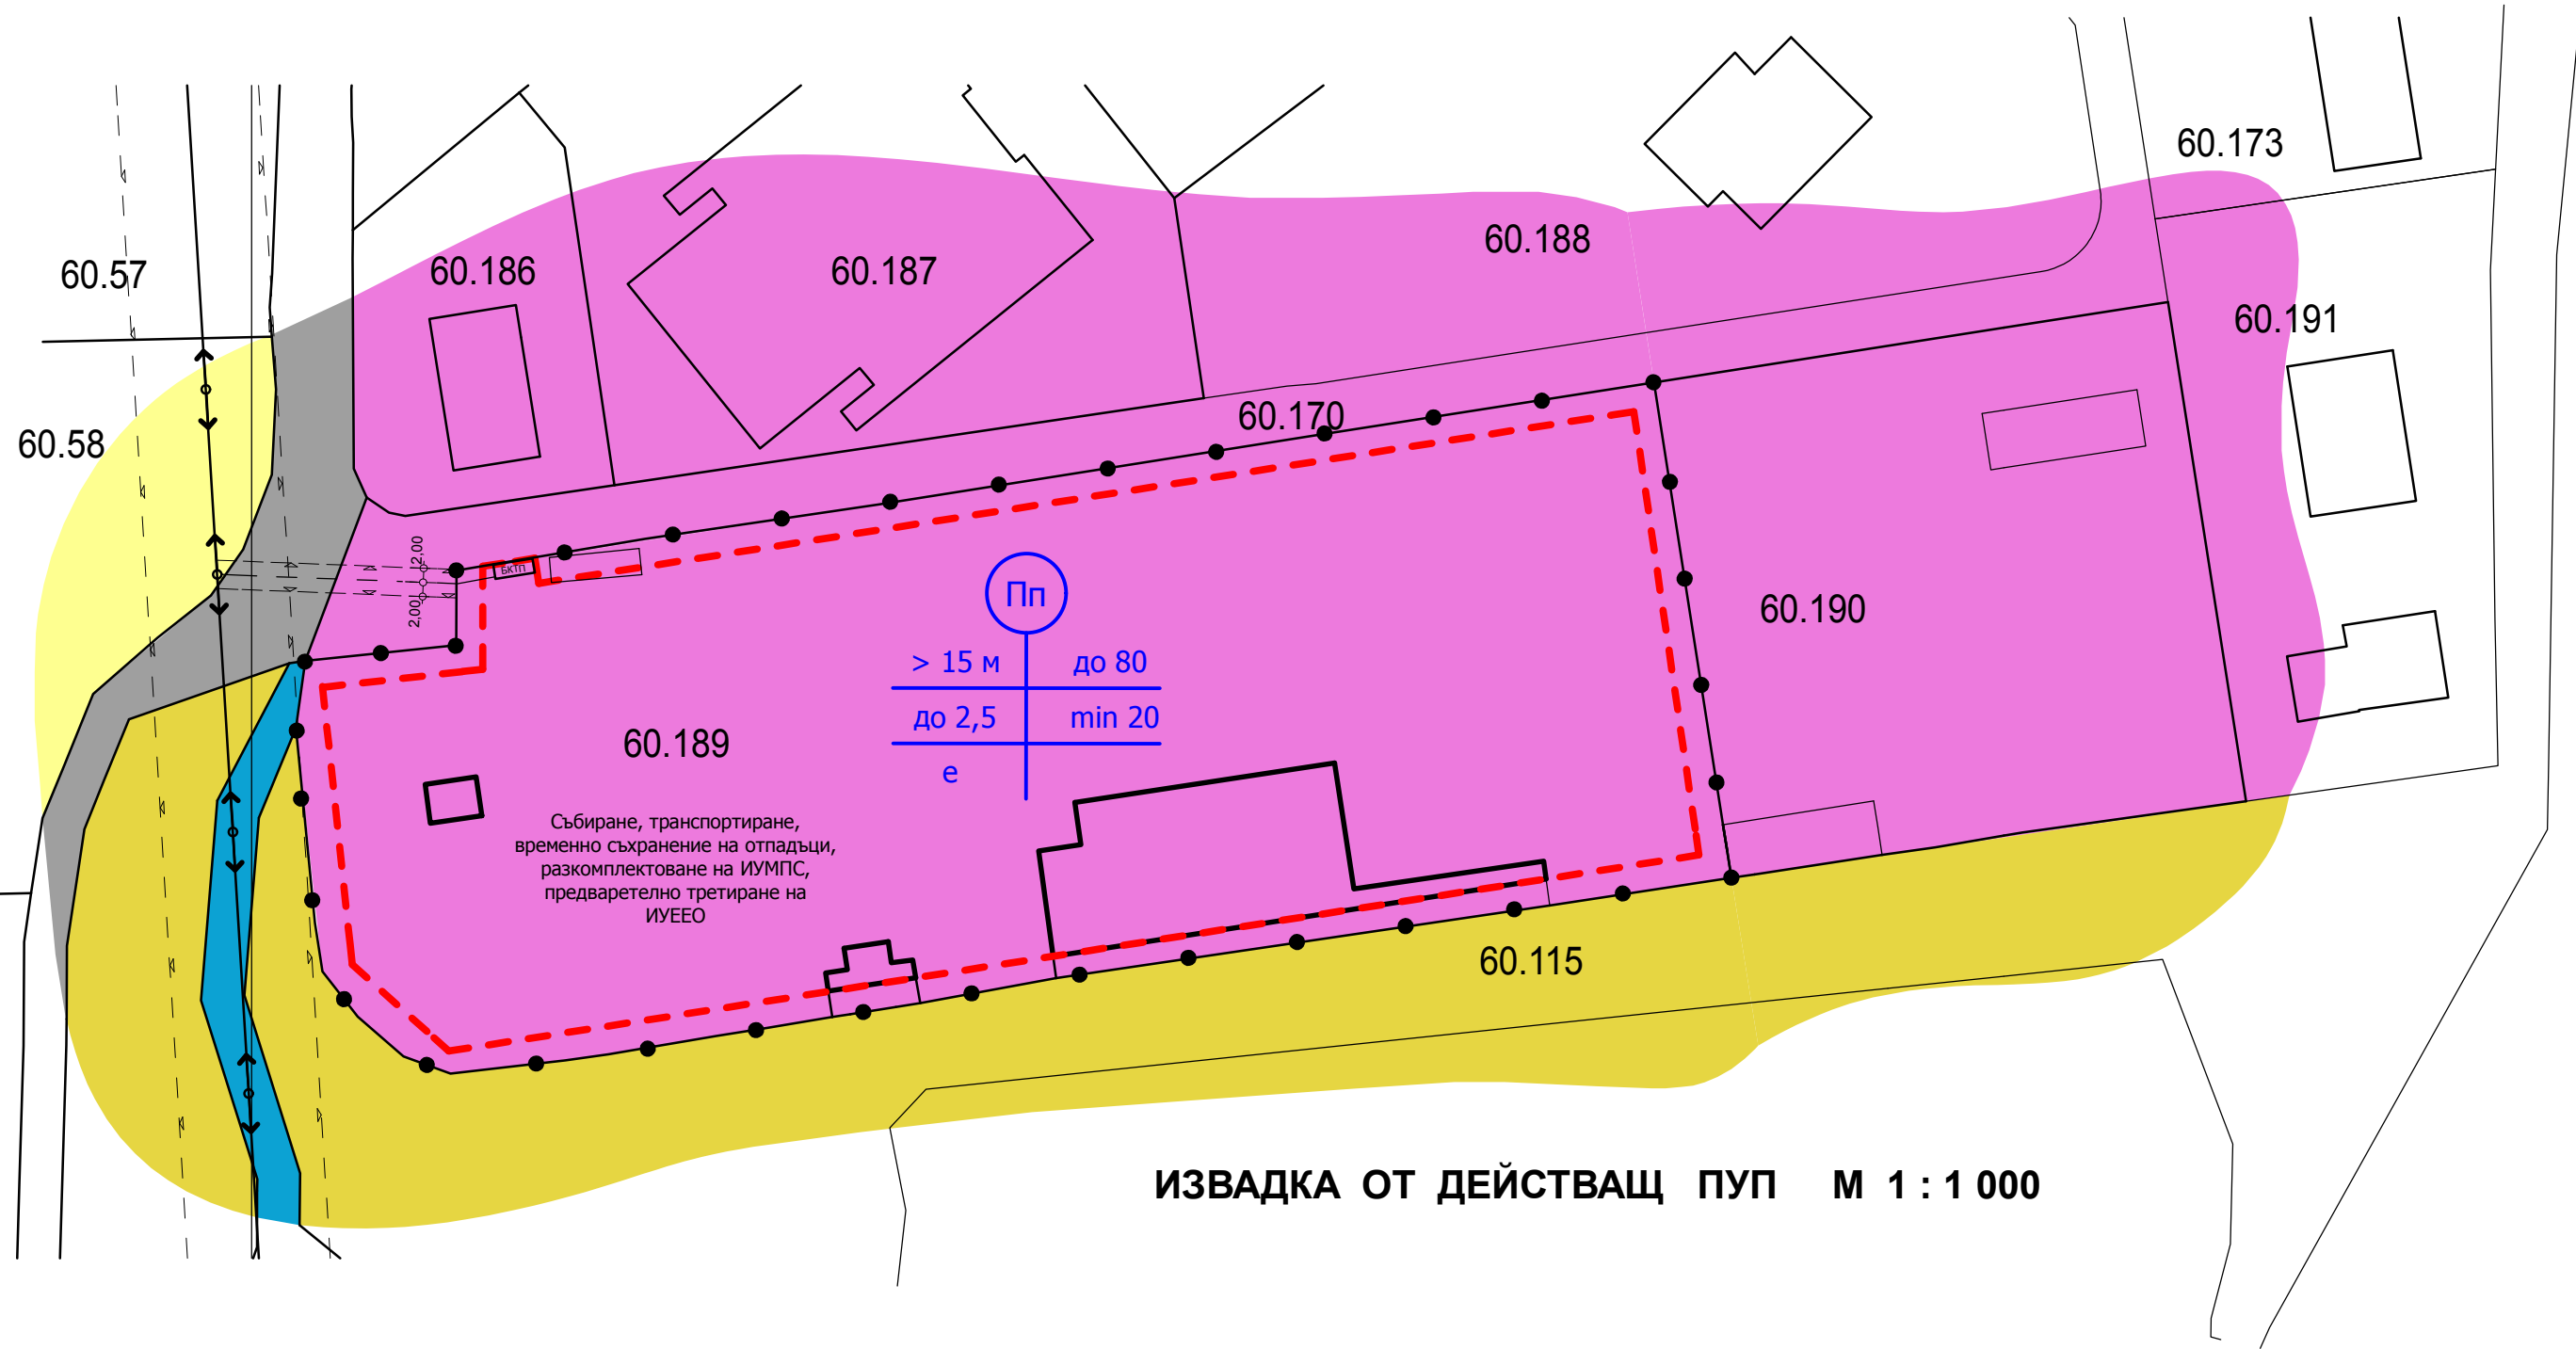 60.173
60.188
60.57
60.186
60.187
60.191
60.170
60.58
2,00
БКТП
2,00
Пп
60.190
> 15 м до 80
до 2,5 min 20
60.189
е
Събиране, транспортиране,
временно съхранение на отпадъци,
разкомплектоване на ИУМПС,
предваретелно третиране на
ИУЕЕО
60.115
ИЗВАДКА ОТ ДЕЙСТВАЩ ПУП М 1 : 1 000